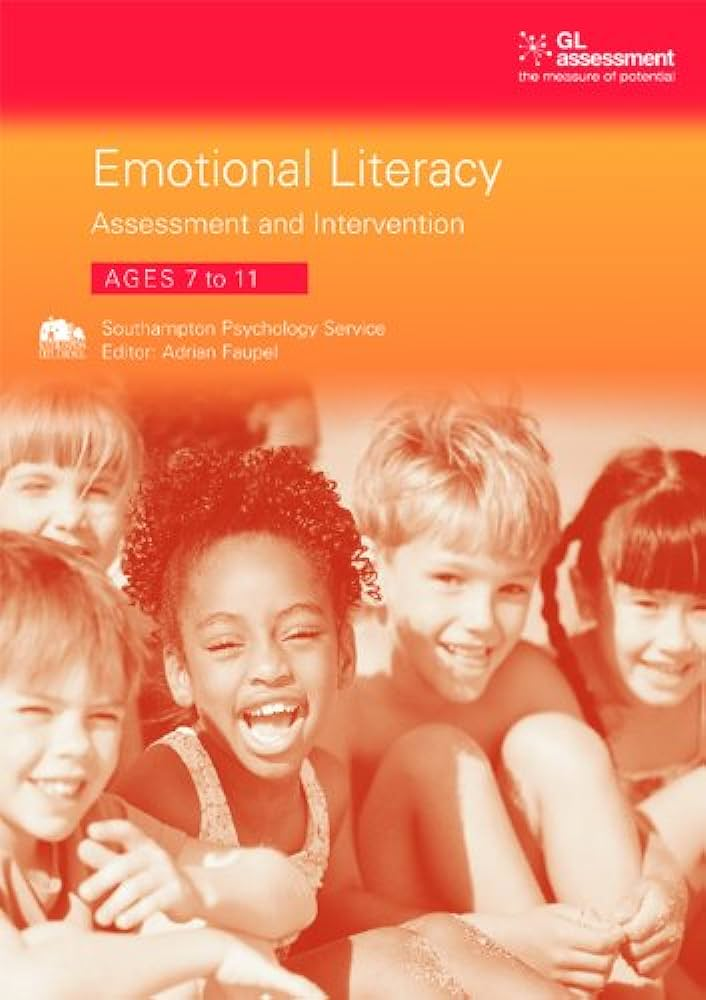 GL
assessment
the measure of potential
Emotional Literacy
Assessment and Intervention
AGES 7 to 11
Southampton Psychology Service
Editor: Adrian Faupel